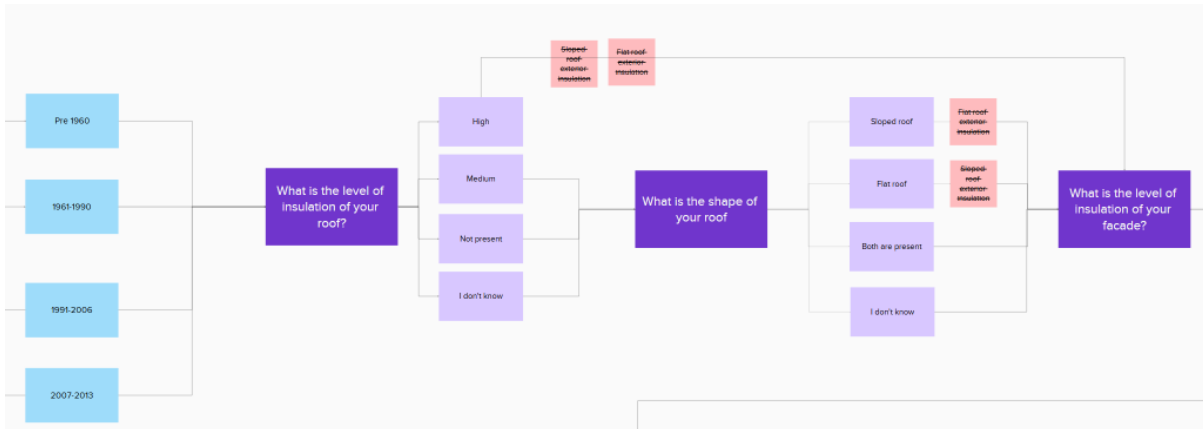 Pre 1960
1961-1990
1991-2006
2007-2013
What is the level of
insulation of your
roof?
High
Medium
Not present
I don't know
Sloped
roof
exterior
insulation
Flat roof
exterior
insulation
What is the shape of
your roof
Sloped roof
Flat roof
Both are present
I don't know
Flat roof
exterior
insulation
Sloped
roof
exterior
insulation
What is the level of
insulation of your
facade?